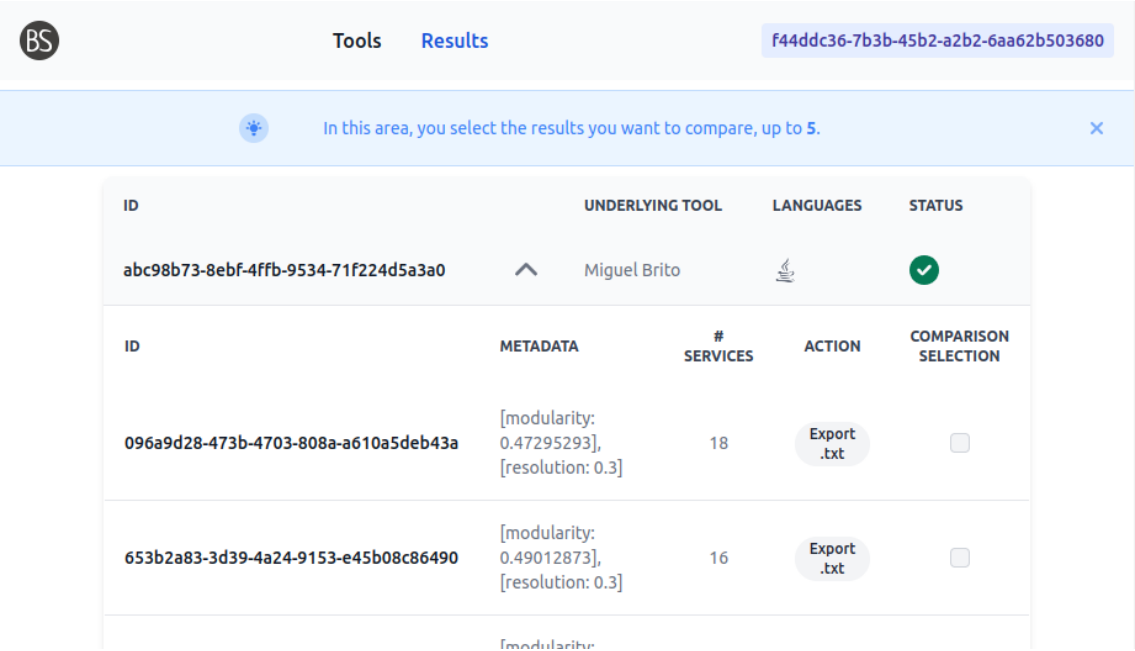 BS
Tools
Results
f44ddc36-7b3b-45b2-a2b2-6aa62b503680
In this area, you select the results you want to compare, up to 5.
ID
UNDERLYING TOOL
LANGUAGES
STATUS
abc98b73-8ebf-4ffb-9534-71f224d5a3a0
Miguel Brito
ID
METADATA
#
SERVICES
ACTION
COMPARISON
SELECTION
096a9d28-473b-4703-808a-a610a5deb43a
[modularity:
0.47295293],
[resolution: 0.3]
18
Export
.txt
653b2a83-3d39-4a24-9153-e45b08c86490
[modularity:
0.49012873],
[resolution: 0.3]
16
Export
.txt
[modularity: